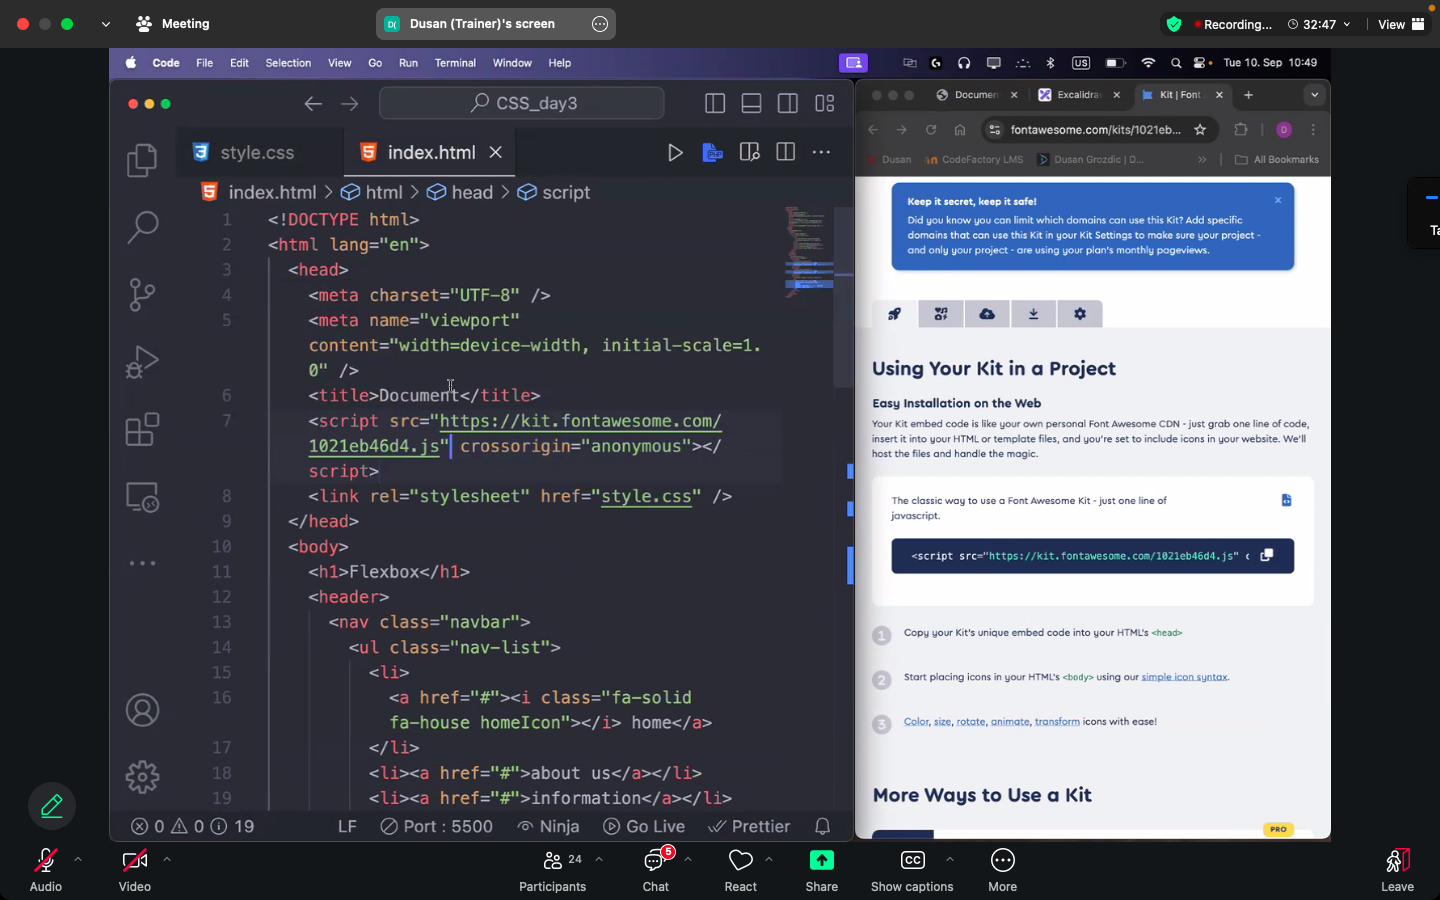 Meeting
D( Dusan (Trainer)'s screen
Recording... 32:47 View
Code File Edit Selection View Go Run Terminal Window Help
US Tue 10. Sep 10:49
CSS_day3
style.css index.html
index.html > html > head > script
1 <!DOCTYPE html>
2 <html lang="en">
3 <head>
4 <meta charset="UTF-8" />
5 <meta name="viewport"
content="width=device-width, initial-scale=1.
0" />
6 <title>Document</title>
7 <script src="https://kit.fontawesome.com/
1021eb46d4.js" crossorigin="anonymous"></
script>
8 <link rel="stylesheet" href="style.css" />
9 </head>
10 <body>
11 <h1>Flexbox</h1>
12 <header>
13 <nav class="navbar">
14 <ul class="nav-list">
15 <li>
16 <a href="#"><i class="fa-solid
fa-house homeIcon"></i> home</a>
17 </li>
18 <li><a href="#">about us</a></li>
19 <li><a href="#">information</a></li>
0 0 19 LF Port : 5500 Ninja Go Live Prettier
Documen Excalidra Kit | Font
fontawesome.com/kits/1021eb... D
Dusan CodeFactory LMS Dusan Grozdic | D... All Bookmarks
Keep it secret, keep it safe!
Did you know you can limit which domains can use this Kit? Add specific
domains that can use this Kit in your Kit Settings to make sure your project -
and only your project - are using your plan's monthly pageviews.
Using Your Kit in a Project
Easy Installation on the Web
Your Kit embed code is like your own personal Font Awesome CDN - just grab one line of code,
insert it into your HTML or template files, and you're set to include icons in your website. We'll
host the files and handle the magic.
The classic way to use a Font Awesome Kit - just one line of
javascript.
<script src="https://kit.fontawesome.com/1021eb46d4.js" c
1 Copy your Kit's unique embed code into your HTML's <head>
2 Start placing icons in your HTML's <body> using our simple icon syntax.
3 Color, size, rotate, animate, transform icons with ease!
More Ways to Use a Kit
PRO
Ta
Audio Video Participants 24 Chat 5 React Share Show captions CC More Leave